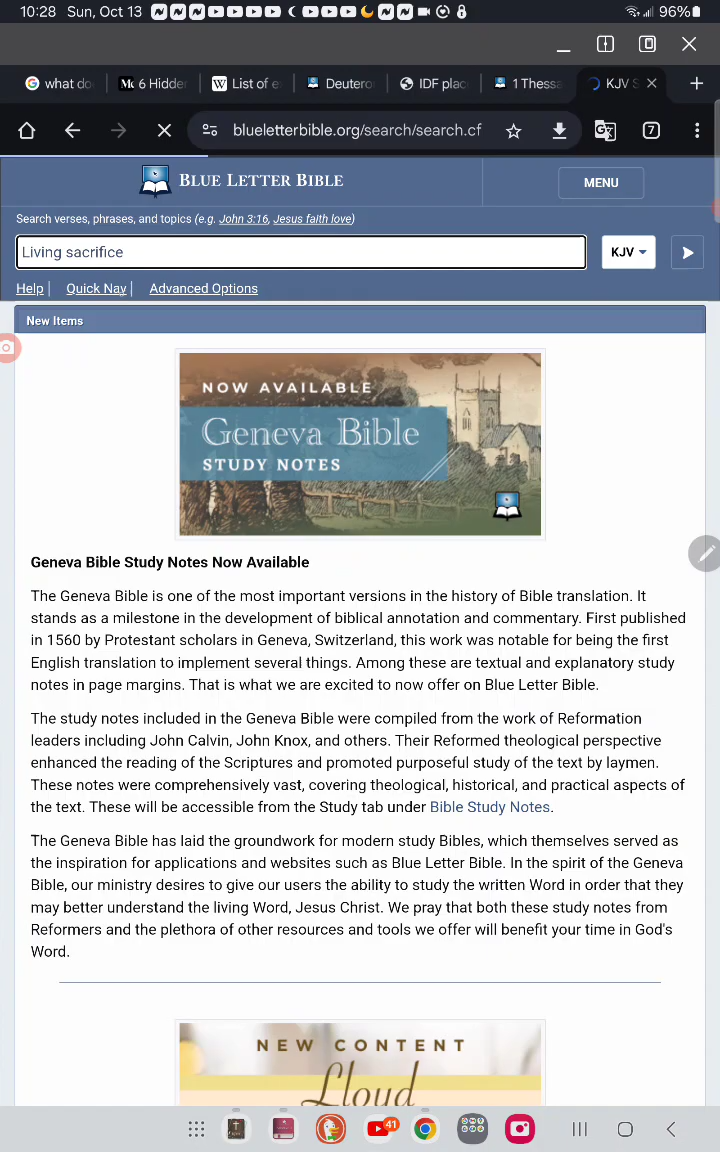 10:28 Sun, Oct 13 96%
what do
6 Hidder
List of e
Deutero
IDF plac
1 Thessa
KJV S
blueletterbible.org/search/search.cf
7
BLUE LETTER BIBLE
MENU
Search verses, phrases, and topics (e.g. John 3:16, Jesus faith love)
Living sacrifice
KJV
Help | Quick Nav | Advanced Options
New Items
NOW AVAILABLE
Geneva Bible
STUDY NOTES
Geneva Bible Study Notes Now Available
The Geneva Bible is one of the most important versions in the history of Bible translation. It
stands as a milestone in the development of biblical annotation and commentary. First published
in 1560 by Protestant scholars in Geneva, Switzerland, this work was notable for being the first
English translation to implement several things. Among these are textual and explanatory study
notes in page margins. That is what we are excited to now offer on Blue Letter Bible.
The study notes included in the Geneva Bible were compiled from the work of Reformation
leaders including John Calvin, John Knox, and others. Their Reformed theological perspective
enhanced the reading of the Scriptures and promoted purposeful study of the text by laymen.
These notes were comprehensively vast, covering theological, historical, and practical aspects of
the text. These will be accessible from the Study tab under Bible Study Notes.
The Geneva Bible has laid the groundwork for modern study Bibles, which themselves served as
the inspiration for applications and websites such as Blue Letter Bible. In the spirit of the Geneva
Bible, our ministry desires to give our users the ability to study the written Word in order that they
may better understand the living Word, Jesus Christ. We pray that both these study notes from
Reformers and the plethora of other resources and tools we offer will benefit your time in God's
Word.
NEW CONTENT
Lloyd
41